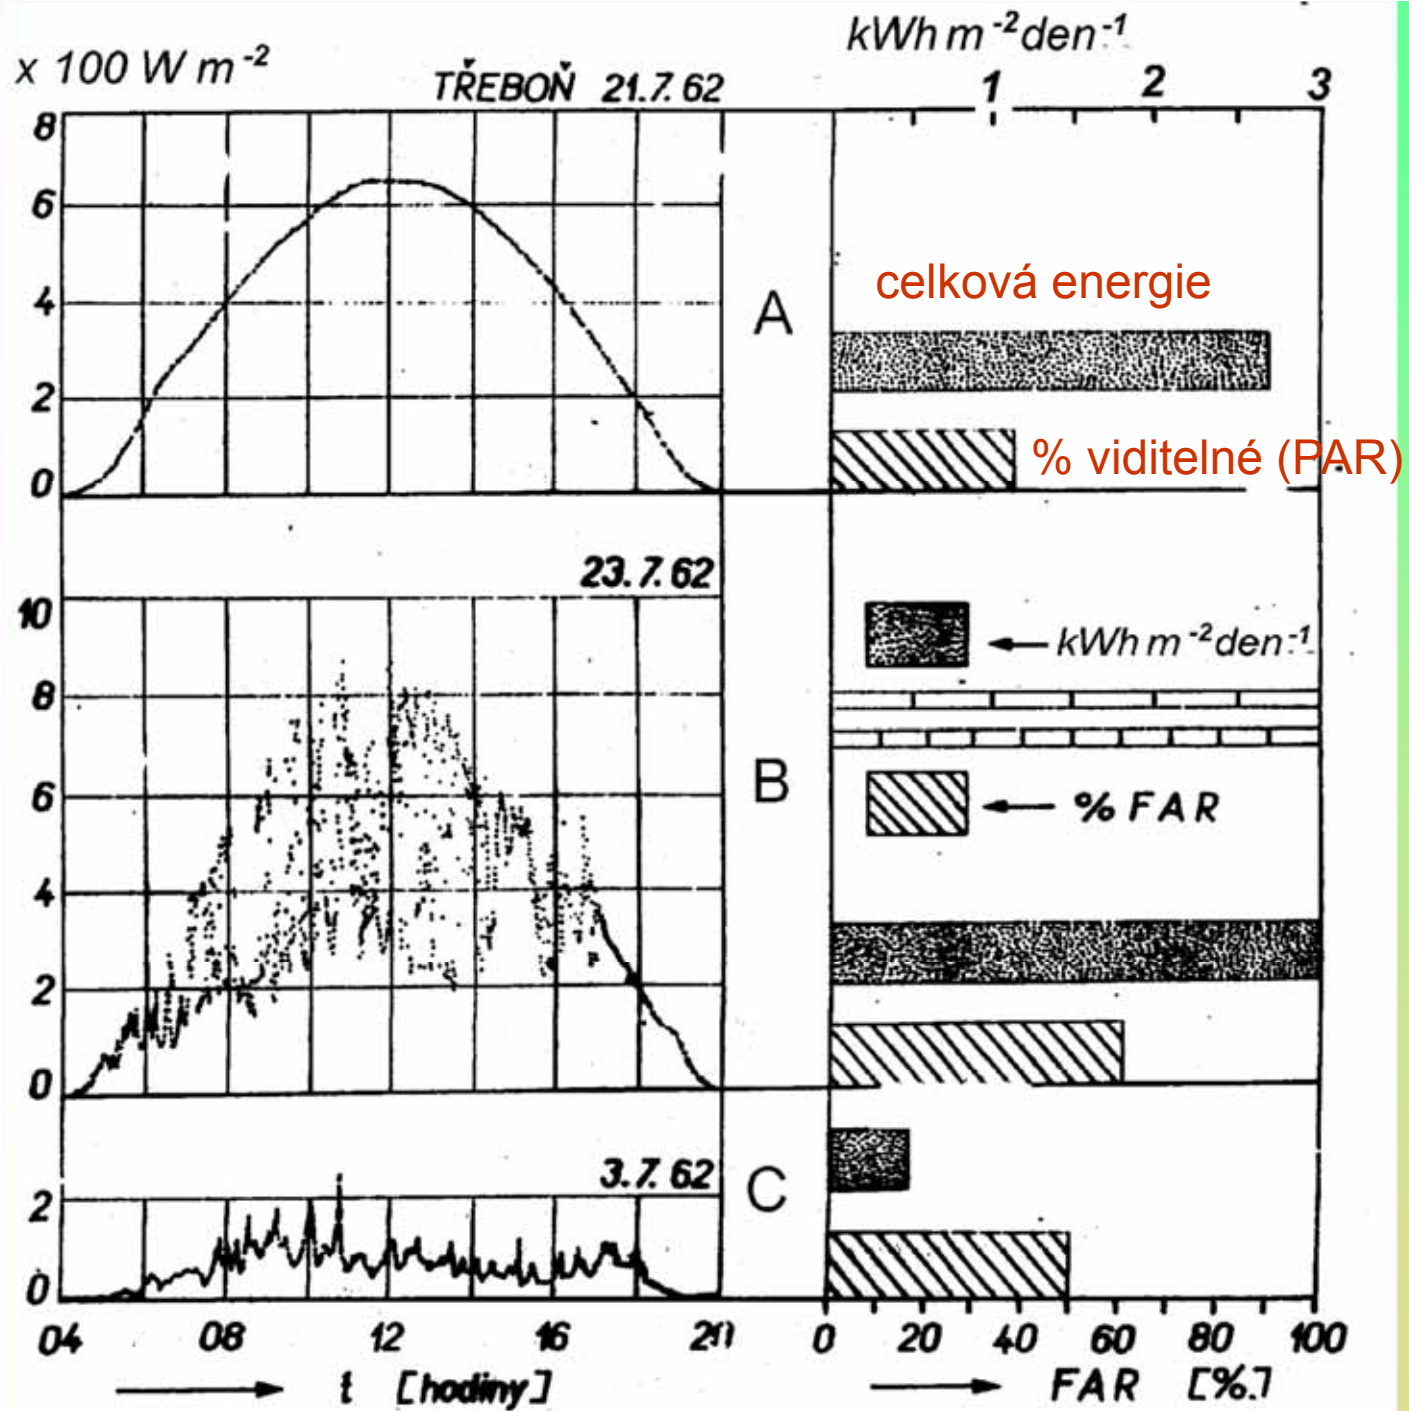 kWh m⁻² den⁻¹
x 100 W m⁻²
TŘEBOŇ 21.7.62
1 2 3
8
6
4
2
0
A
celková energie
% viditelné (PAR)
23.7.62
10
8
6
4
2
0
B
kWh m⁻² den⁻¹
% FAR
3.7.62
2
0
C
04 08 12 16
0 20 40 60 80 100
t [hodiny]
FAR [%]